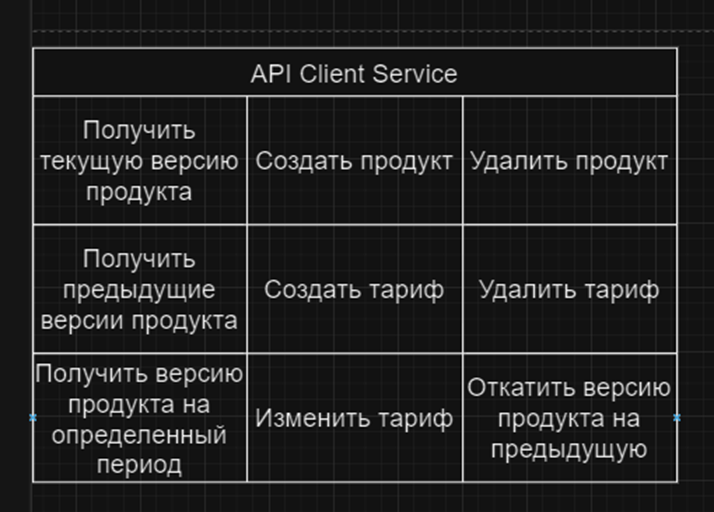 API Client Service
Получить
текущую версию
продукта
Создать продукт
Удалить продукт
Получить
предыдущие
версии продукта
Создать тариф
Удалить тариф
Получить версию
продукта на
определенный
период
Изменить тариф
Откатить версию
продукта на
предыдущую